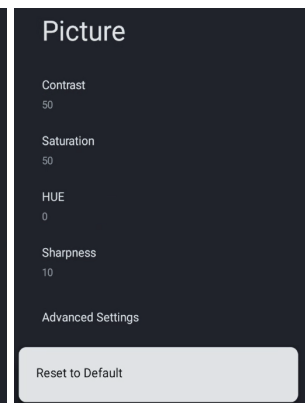 Picture
Contrast
50
Saturation
50
HUE
0
Sharpness
10
Advanced Settings
Reset to Default